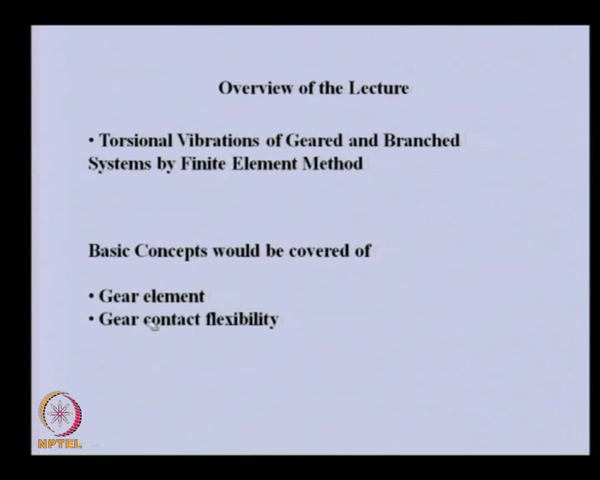 Overview of the Lecture
• Torsional Vibrations of Geared and Branched
Systems by Finite Element Method
Basic Concepts would be covered of
• Gear element
• Gear contact flexibility
NPTEL